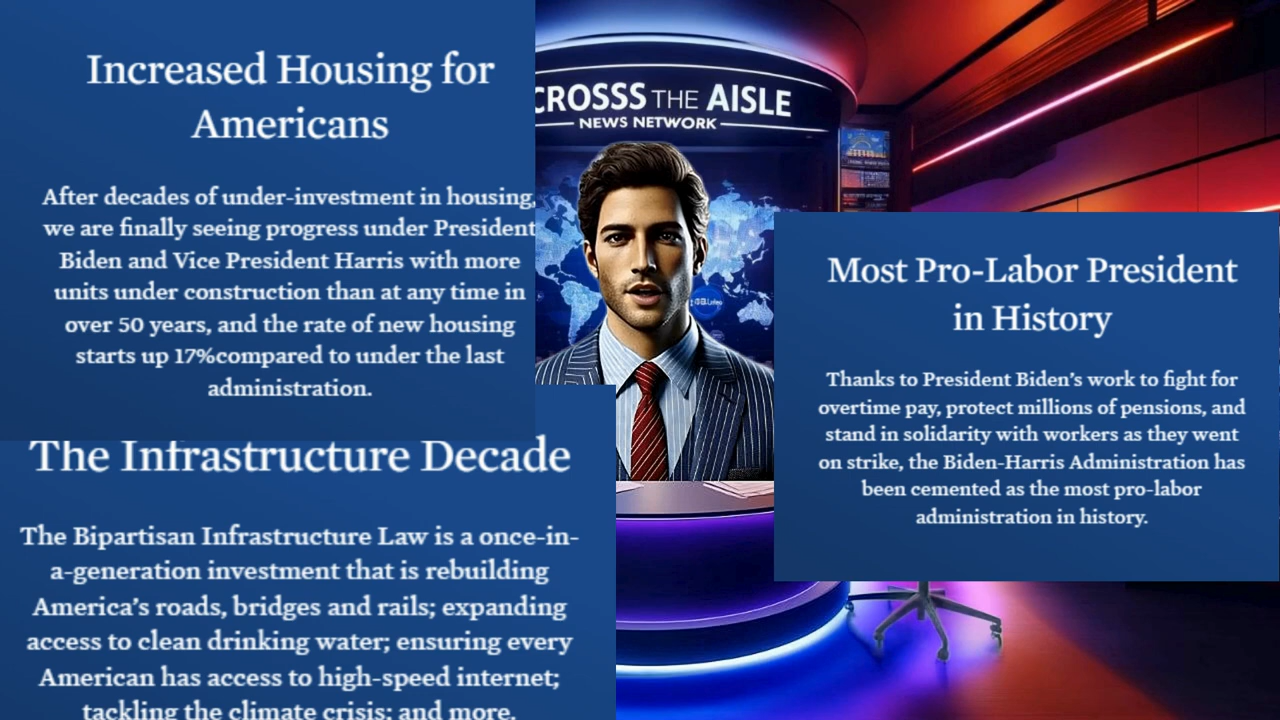 Increased Housing for
Americans
After decades of under-investment in housing,
we are finally seeing progress under President
Biden and Vice President Harris with more
units under construction than at any time in
over 50 years, and the rate of new housing
starts up 17%compared to under the last
administration.
The Infrastructure Decade
The Bipartisan Infrastructure Law is a once-in-
a-generation investment that is rebuilding
America's roads, bridges and rails; expanding
access to clean drinking water; ensuring every
American has access to high-speed internet;
tackling the climate crisis; and more.
CROSSS THE AISLE
NEWS NETWORK
Most Pro-Labor President
in History
Thanks to President Biden's work to fight for
overtime pay, protect millions of pensions, and
stand in solidarity with workers as they went
on strike, the Biden-Harris Administration has
been cemented as the most pro-labor
administration in history.